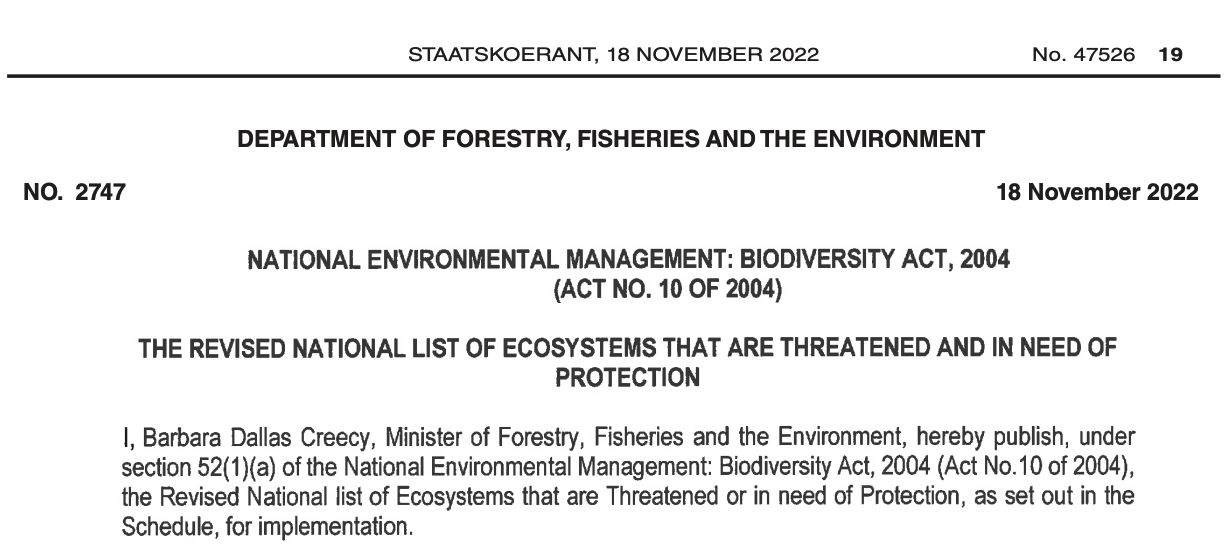 STAATSKOERANT, 18 NOVEMBER 2022 No. 47526 19
DEPARTMENT OF FORESTRY, FISHERIES AND THE ENVIRONMENT
NO. 2747 18 November 2022
NATIONAL ENVIRONMENTAL MANAGEMENT: BIODIVERSITY ACT, 2004
(ACT NO. 10 OF 2004)
THE REVISED NATIONAL LIST OF ECOSYSTEMS THAT ARE THREATENED AND IN NEED OF
PROTECTION
I, Barbara Dallas Creecy, Minister of Forestry, Fisheries and the Environment, hereby publish, under
section 52(1)(a) of the National Environmental Management: Biodiversity Act, 2004 (Act No.10 of 2004),
the Revised National list of Ecosystems that are Threatened or in need of Protection, as set out in the
Schedule, for implementation.